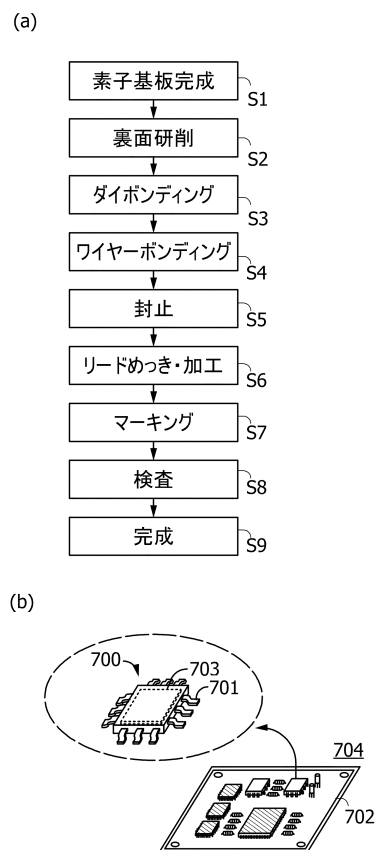 (a)
素子基板完成
S1
裏面研削
S2
ダイボンディング
S3
ワイヤーボンディング
S4
封止
S5
リードめっき・加工
S6
マーキング
S7
検査
S8
完成
S9
(b)
700
703
701
704
702